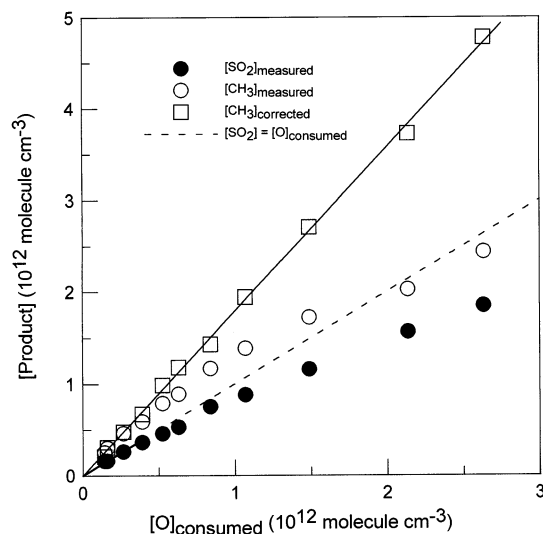 5
4
3
2
1
0
[Product] (10¹² molecule cm⁻³)
[SO₂]measured
[CH₃]measured
[CH₃]corrected
[SO₂] = [O]consumed
0 1 2 3
[O]consumed (10¹² molecule cm⁻³)